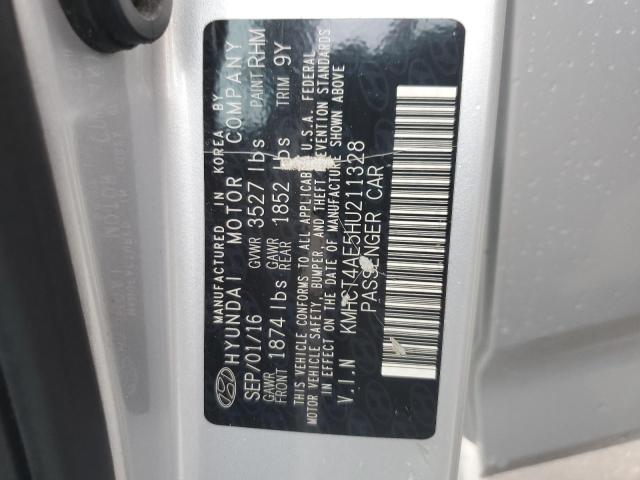 MANUFACTURED IN KOREA BY
HYUNDAI MOTOR COMPANY
SEP/01/16 GVWR 3527 lbs PAINT RHM
GAWR FRONT 1874 lbs GAWR REAR 1852 lbs TRIM 9Y
THIS VEHICLE CONFORMS TO ALL APPLICABLE U.S.A. FEDERAL
MOTOR VEHICLE SAFETY, BUMPER, AND THEFT PREVENTION STANDARDS
IN EFFECT ON THE DATE OF MANUFACTURE SHOWN ABOVE
V.I.N KMHCT4AE5HU211328
PASSENGER CAR